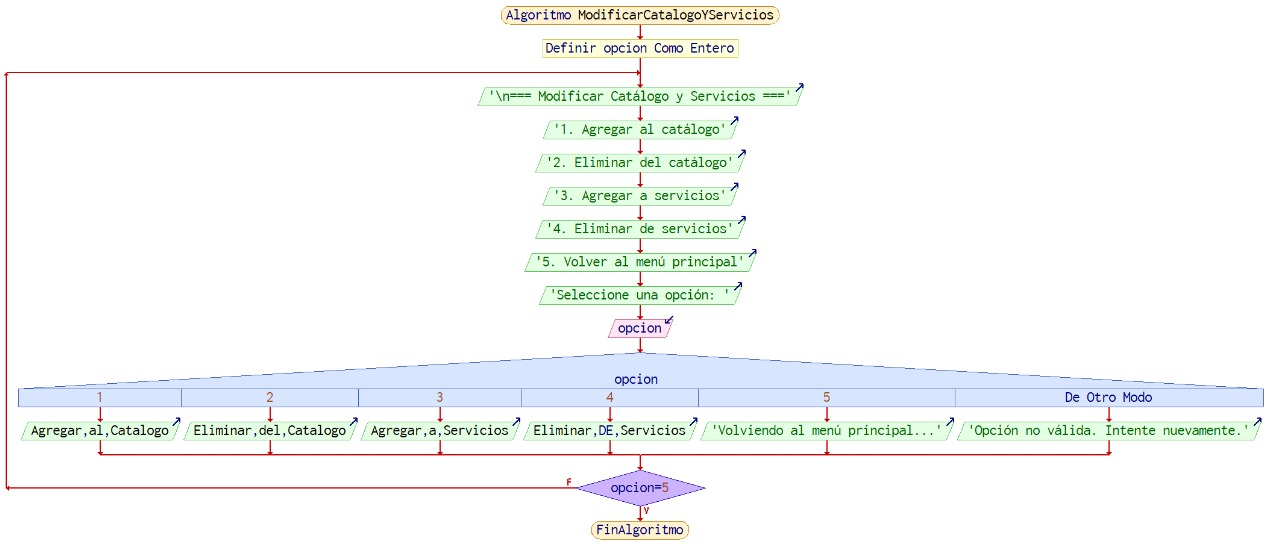 Algoritmo ModificarCatalogoYServicios
Definir opcion Como Entero
'\n=== Modificar Catálogo y Servicios ==='
'1. Agregar al catálogo'
'2. Eliminar del catálogo'
'3. Agregar a servicios'
'4. Eliminar de servicios'
'5. Volver al menú principal'
'Seleccione una opción: '
opcion
opcion
1 2 3 4 5 De Otro Modo
Agregar,al,Catalogo Eliminar,del,Catalogo Agregar,a,Servicios Eliminar,DE,Servicios 'Volviendo al menú principal...' 'Opción no válida. Intente nuevamente.'
F opcion=5
V
FinAlgoritmo